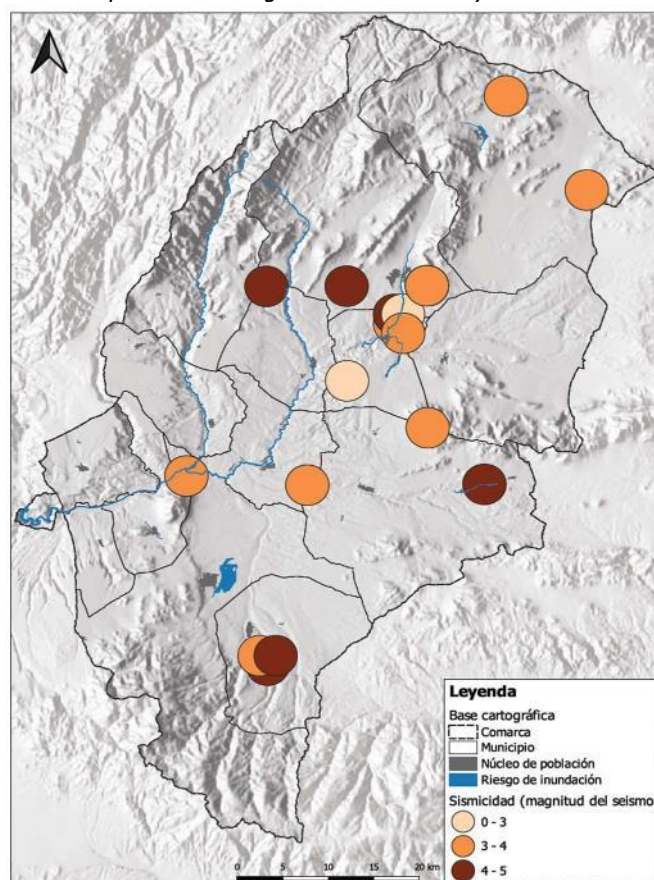 Leyenda
Base cartográfica
Comarca
Municipio
Núcleo de población
Riesgo de inundación
Sismicidad (magnitud del seismo
0 - 3
3 - 4
4 - 5
0 5 10 15 20 km